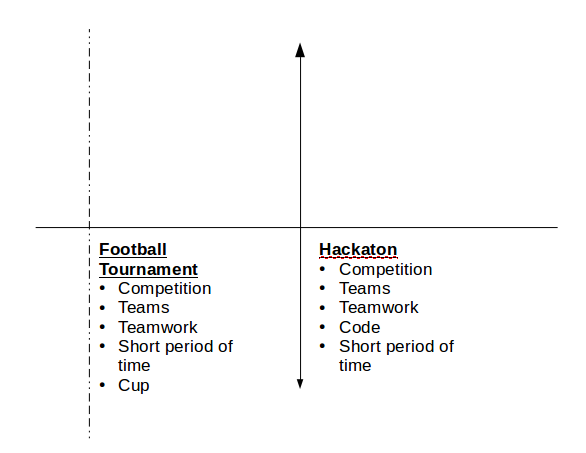 Football
Tournament
• Competition
• Teams
• Teamwork
• Short period of
time
• Cup
Hackaton
• Competition
• Teams
• Teamwork
• Code
• Short period of
time